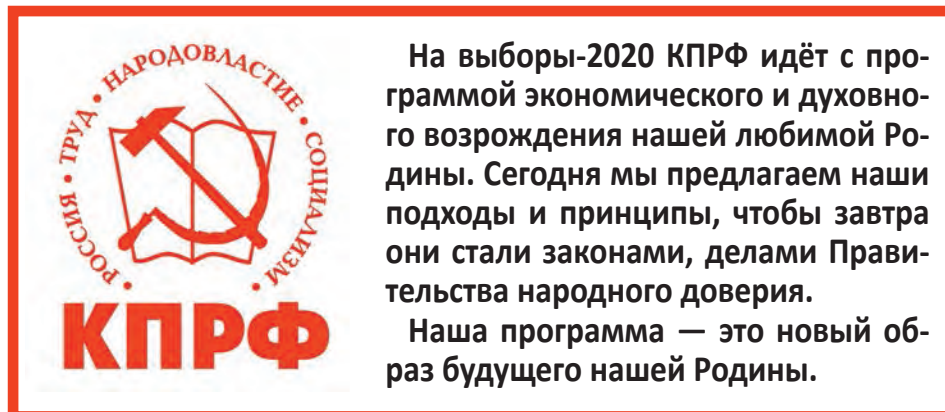 РОССИЯ • ТРУД • НАРОДОВЛАСТИЕ • СОЦИАЛИЗМ •
КПРФ
На выборы-2020 КПРФ идёт с про-
граммой экономического и духовно-
го возрождения нашей любимой Ро-
дины. Сегодня мы предлагаем наши
подходы и принципы, чтобы завтра
они стали законами, делами Прави-
тельства народного доверия.
Наша программа — это новый об-
раз будущего нашей Родины.